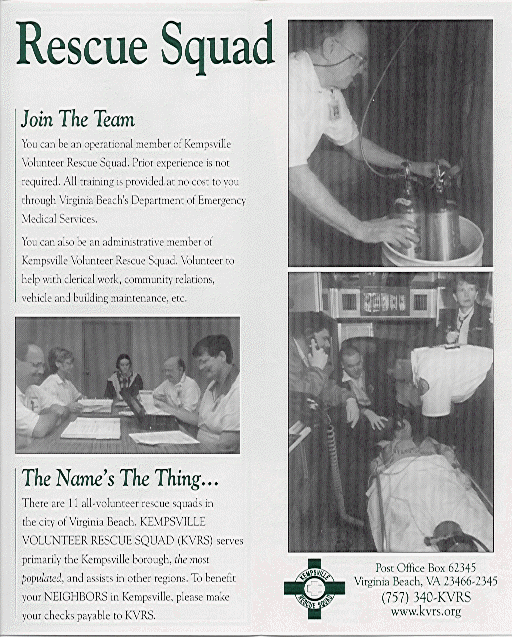 Rescue Squad
Join The Team
You can be an operational member of Kempsville
Volunteer Rescue Squad. Prior experience is not
required. All training is provided at no cost to you
through Virginia Beach's Department of Emergency
Medical Services.
You can also be an administrative member of
Kempsville Volunteer Rescue Squad. Volunteer to
help with clerical work, community relations,
vehicle and building maintenance, etc.
The Name's The Thing...
There are 11 all-volunteer rescue squads in
the city of Virginia Beach. KEMPSVILLE
VOLUNTEER RESCUE SQUAD (KVRS) serves
primarily the Kempsville borough, the most
populated, and assists in other regions. To benefit
your NEIGHBORS in Kempsville, please make
your checks payable to KVRS.
KEMPSVILLE
RESCUE SQUAD
Post Office Box 62345
Virginia Beach, VA 23466-2345
(757) 340-KVRS
www.kvrs.org